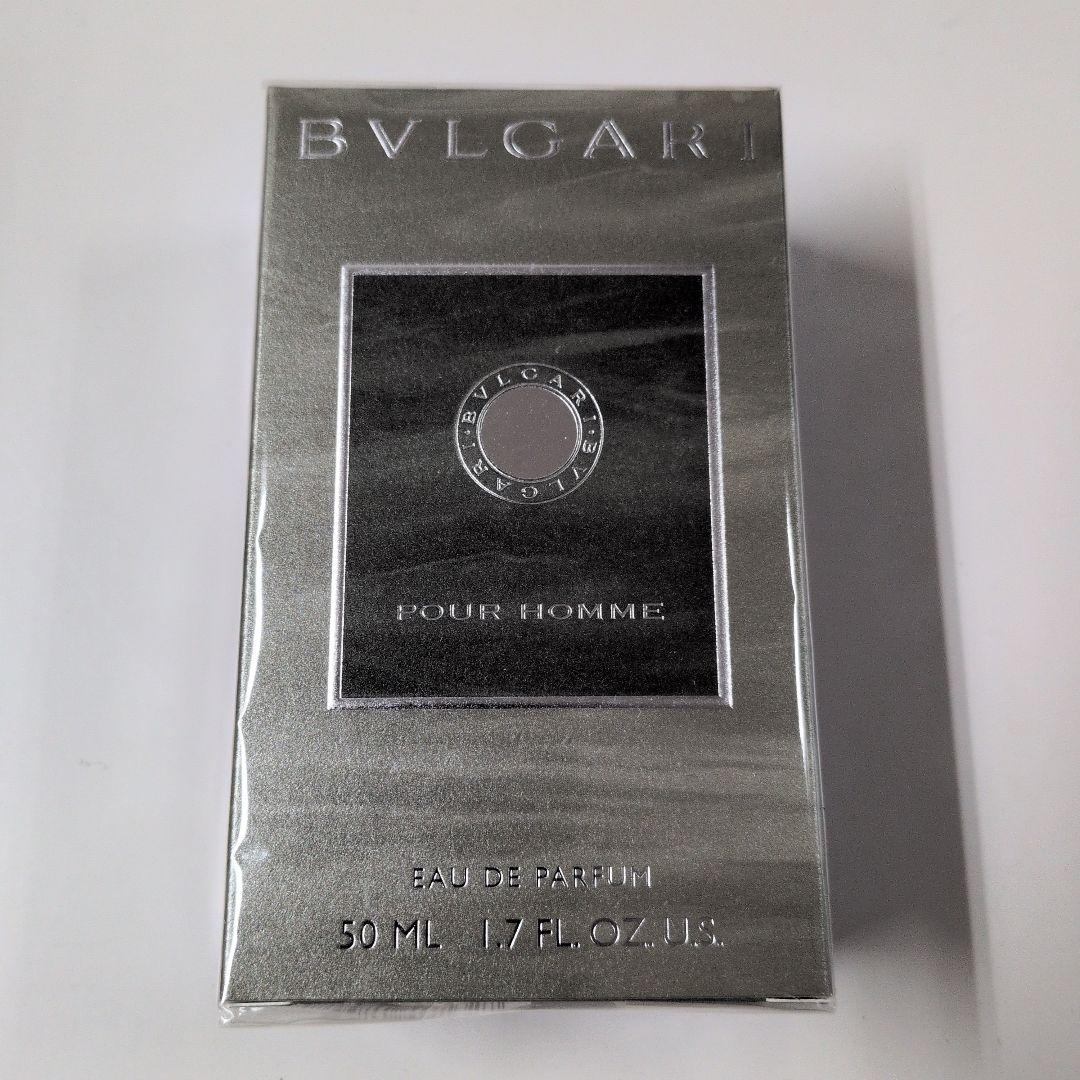 BVLGARI
BVLGARI · BVLGARI ·
POUR HOMME
EAU DE PARFUM
50 ML 1.7 FL. OZ. U.S.